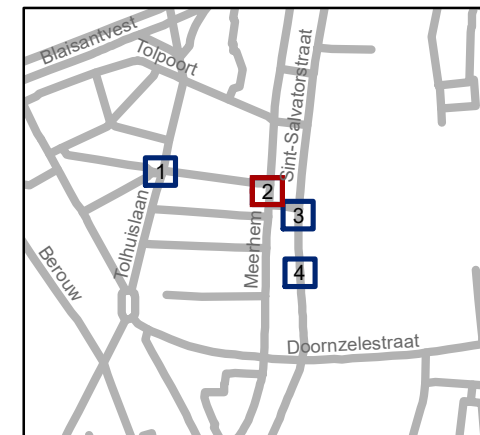 Blaisantvest
Tolpoort
Sint-Salvatorstraat
1
2
3
Tolhuislaan
Meerhem
4
Berouw
Doornzelestraat